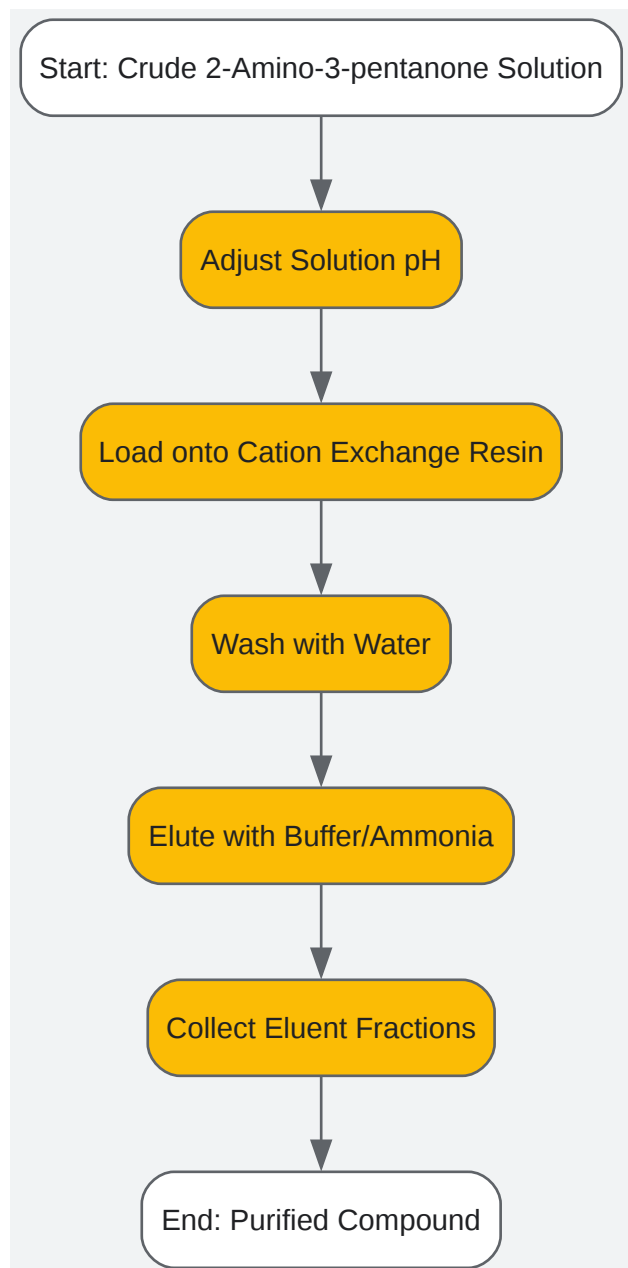 Start: Crude 2-Amino-3-pentanone Solution
Adjust Solution pH
Load onto Cation Exchange Resin
Wash with Water
Elute with Buffer/Ammonia
Collect Eluent Fractions
End: Purified Compound